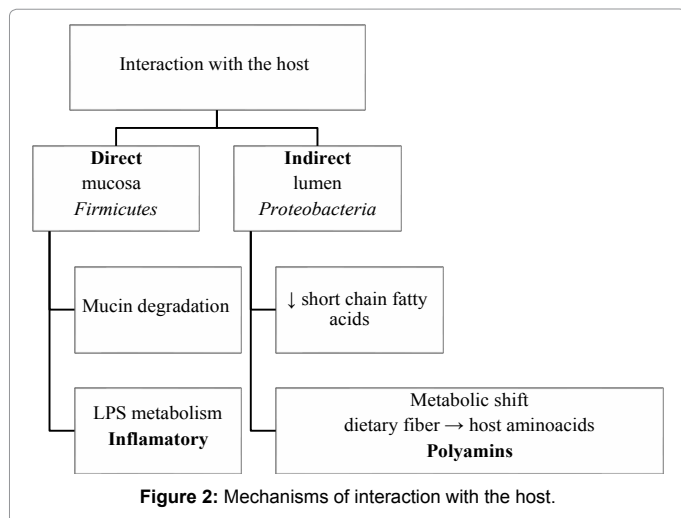 Interaction with the host
Direct
mucosa
Firmicutes
Indirect
lumen
Proteobacteria
Mucin degradation
↓ short chain fatty
acids
LPS metabolism
Inflamatory
Metabolic shift
dietary fiber → host aminoacids
Polyamins
Figure 2: Mechanisms of interaction with the host.